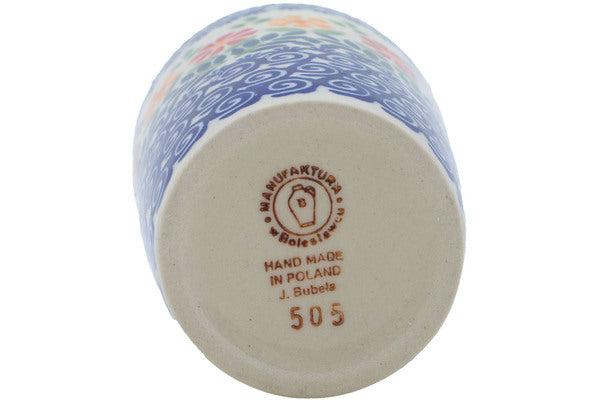 MANUFAKTURA
w Bolesławcu
B
HAND MADE
IN POLAND
J. Bubela
505